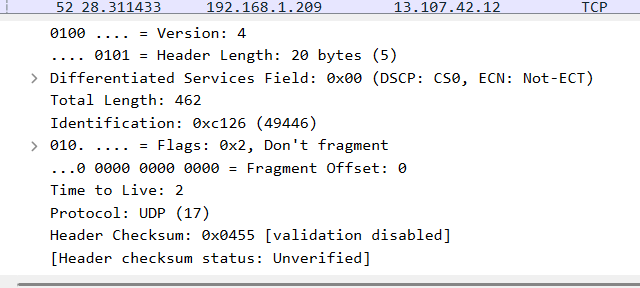 52 28.311433 192.168.1.209 13.107.42.12 TCP
0100 .... = Version: 4
.... 0101 = Header Length: 20 bytes (5)
Differentiated Services Field: 0x00 (DSCP: CS0, ECN: Not-ECT)
Total Length: 462
Identification: 0xc126 (49446)
010. .... = Flags: 0x2, Don't fragment
...0 0000 0000 0000 = Fragment Offset: 0
Time to Live: 2
Protocol: UDP (17)
Header Checksum: 0x0455 [validation disabled]
[Header checksum status: Unverified]